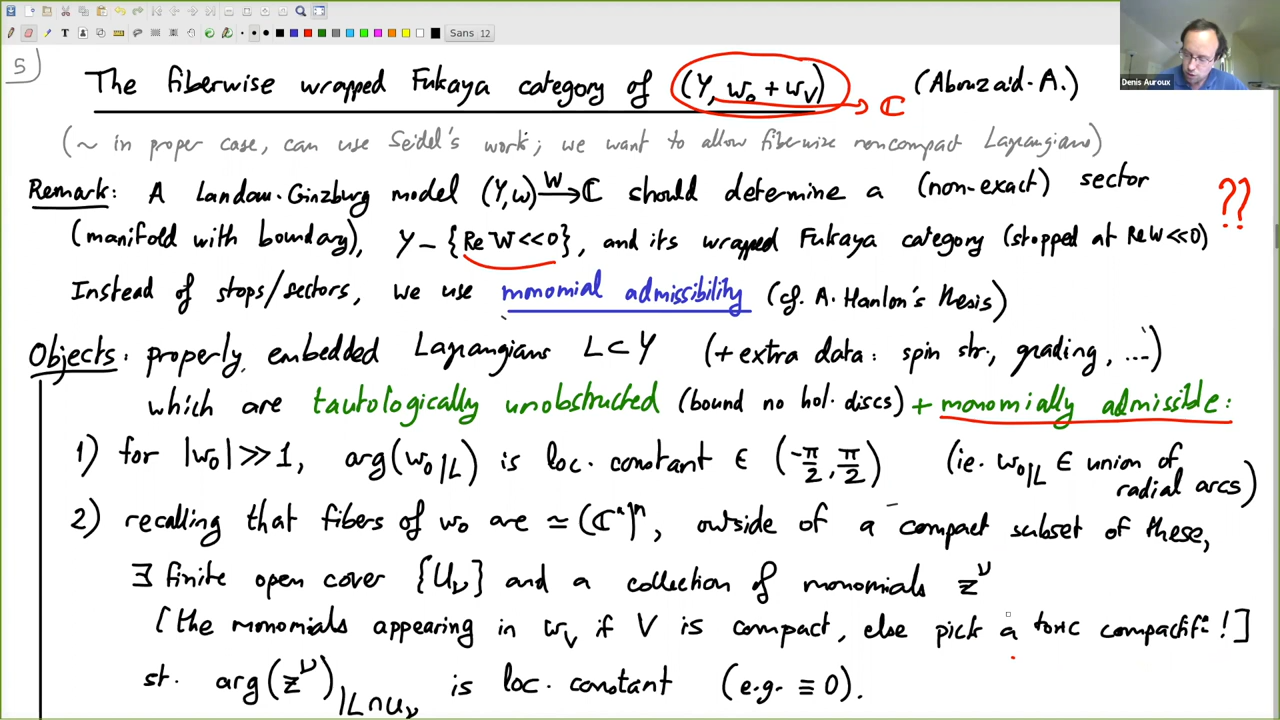 Sans 12
Denis Auroux
5)
The fiberwise wrapped Fukaya category of (Y, W₀ + W_V) → ℂ (Abouzaid-A.)
(~ in proper case, can use Seidel's work; we want to allow fiberwise noncompact Lagrangians)
Remark: A Landau-Ginzburg model (Y,W) →^W ℂ should determine a (non-exact) sector
(manifold with boundary), Y − {Re W << 0}, and its wrapped Fukaya category (stopped at Re W << 0) ??
Instead of stops/sectors, we use monomial admissibility (cf. A. Hanlon's thesis)
Objects: properly embedded Lagrangians L ⊂ Y (+ extra data: spin str., grading, ...)
which are tautologically unobstructed (bound no hol. discs) + monomially admissible:
1) for |W₀| >> 1, arg(W₀|L) is loc. constant ∈ (-π/2, π/2) (ie. W₀|L ∈ union of
radial arcs)
2) recalling that fibers of W₀ are ≃ (ℂ*)ⁿ, outside of a compact subset of these,
∃ finite open cover {U_ν} and a collection of monomials z^ν
[the monomials appearing in W_V if V is compact, else pick a toric compactifⁿ!]
st. arg(z^ν)|L∩U_ν is loc. constant (e.g. ≡ 0).